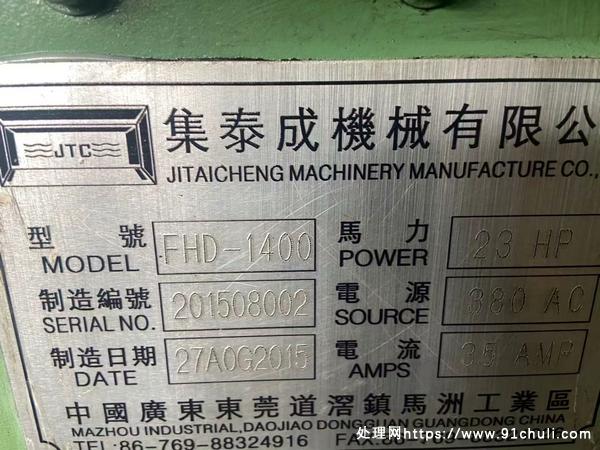 JTC
集泰成機械有限公
JITAICHENG MACHINERY MANUFACTURE CO.,
型號 FHD-1400 馬力 23 HP
MODEL POWER
制造編號 201508002 電源 380 AC
SERIAL NO. SOURCE
制造日期 27A0G2015 電流 35 AMP
DATE AMPS
中國廣東東莞道滘鎮馬洲工業區
MAZHOU INDUSTRIAL,DAOJIAO DONGGUAN GUANGDONG CHINA
TEL:86-769-88324916 FAX:86-769
处理网https://www.91chuli.com/